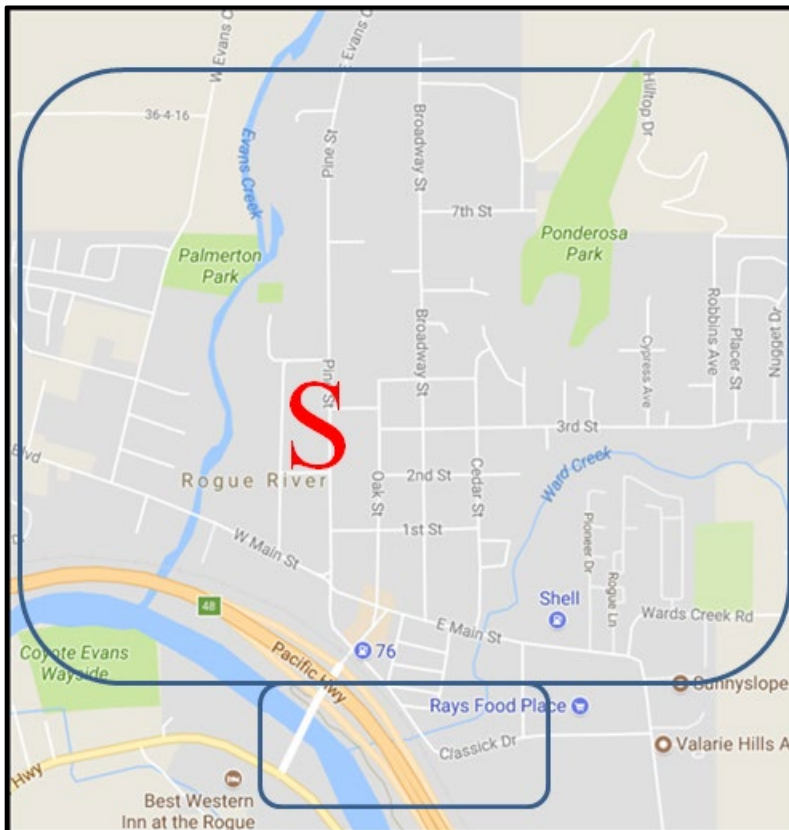 W Evans C
E Evans C
36-4-16
Evans
Creek
Pine St
Broadway St
Hilltop Dr
7th St
Palmerton
Park
Ponderosa
Park
Robbins Ave
Placer St
Nugget Dr
Cypress Ave
Broadway St
Pine St
S
3rd St
Blvd
Rogue River
Oak St
2nd St
Cedar St
Ward Creek
1st St
W Main St
Pioneer Dr
Rogue Ln
48
Shell
Wards Creek Rd
E Main St
Coyote Evans
Wayside
76
Pacific Hwy
Sunnyslope
Rays Food Place
Classick Dr
Valarie Hills A
Hwy
Best Western
Inn at the Rogue